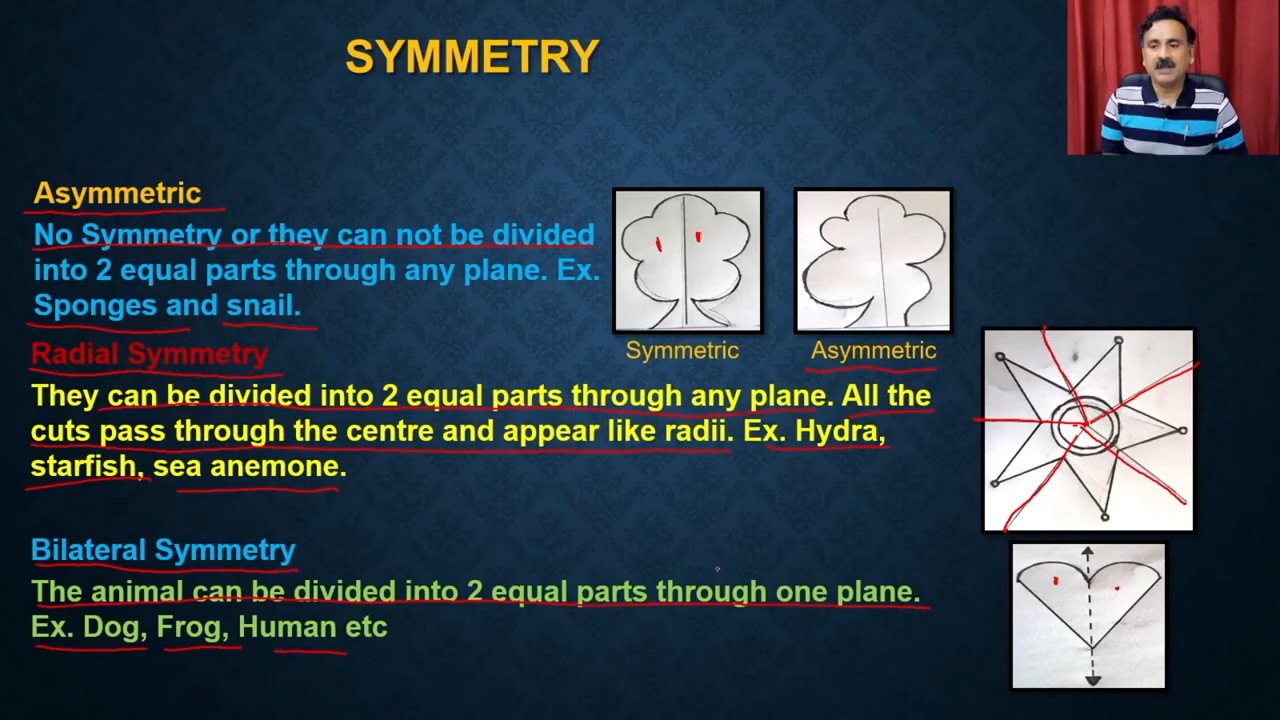 SYMMETRY
Asymmetric
No Symmetry or they can not be divided
into 2 equal parts through any plane. Ex.
Sponges and snail.
Symmetric
Asymmetric
Radial Symmetry
They can be divided into 2 equal parts through any plane. All the
cuts pass through the centre and appear like radii. Ex. Hydra,
starfish, sea anemone.
Bilateral Symmetry
The animal can be divided into 2 equal parts through one plane.
Ex. Dog, Frog, Human etc